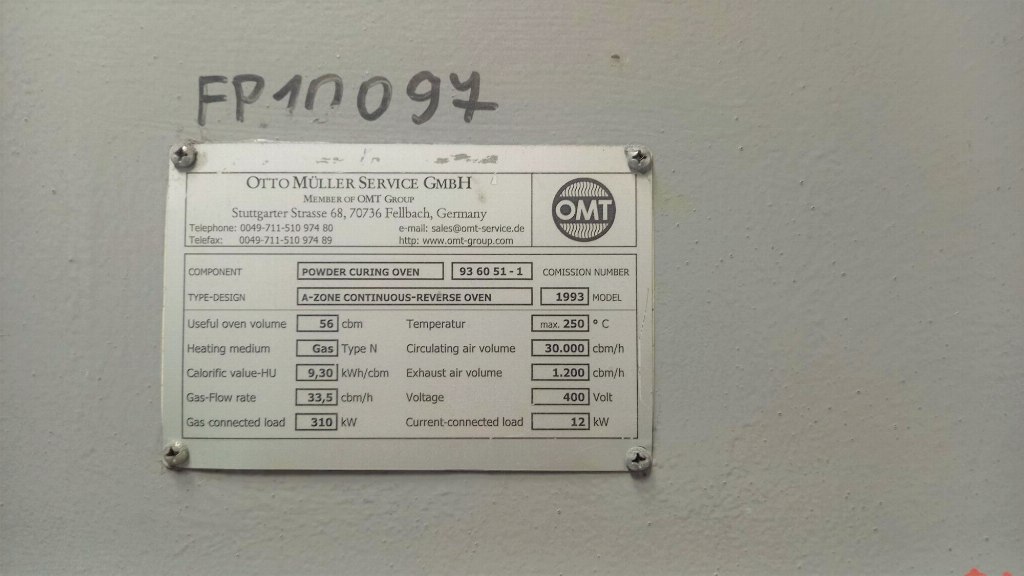 FP10097
OTTO MÜLLER SERVICE GMBH
MEMBER OF OMT GROUP
Stuttgarter Strasse 68, 70736 Fellbach, Germany
Telephone: 0049-711-510 974 80 e-mail: sales@omt-service.de
Telefax: 0049-711-510 974 89 http: www.omt-group.com
OMT
COMPONENT POWDER CURING OVEN 93 60 51 - 1 COMISSION NUMBER
TYPE-DESIGN A-ZONE CONTINUOUS-REVERSE OVEN 1993 MODEL
Useful oven volume 56 cbm Temperatur max. 250 ° C
Heating medium Gas Type N Circulating air volume 30.000 cbm/h
Calorific value-HU 9,30 kWh/cbm Exhaust air volume 1.200 cbm/h
Gas-Flow rate 33,5 cbm/h Voltage 400 Volt
Gas connected load 310 kW Current-connected load 12 kW